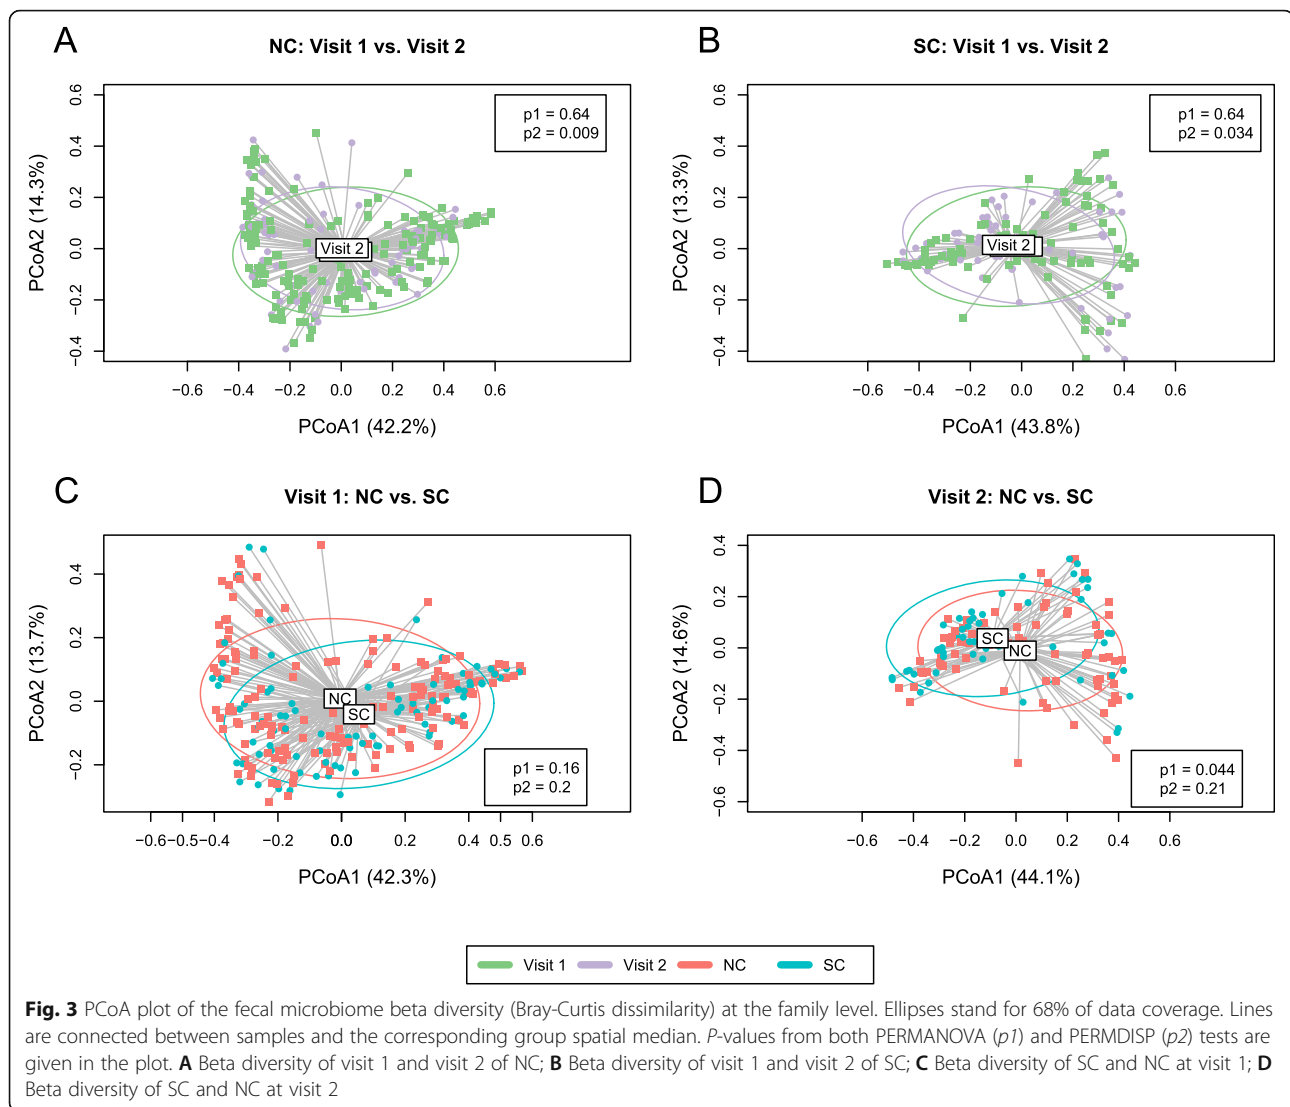 A
NC: Visit 1 vs. Visit 2
p1 = 0.64
p2 = 0.009
0.6
0.4
0.2
0.0
−0.2
−0.4
PCoA2 (14.3%)
Visit 2
−0.6 −0.4 −0.2 0.0 0.2 0.4 0.6
PCoA1 (42.2%)
B
SC: Visit 1 vs. Visit 2
p1 = 0.64
p2 = 0.034
0.6
0.4
0.2
0.0
−0.2
−0.4
PCoA2 (13.3%)
Visit 2
−0.6 −0.4 −0.2 0.0 0.2 0.4 0.6
PCoA1 (43.8%)
C
Visit 1: NC vs. SC
0.4
0.2
0.0
−0.2
PCoA2 (13.7%)
NC
SC
p1 = 0.16
p2 = 0.2
−0.6−0.5−0.4 −0.2 0.0 0.2 0.4 0.5 0.6
PCoA1 (42.3%)
D
Visit 2: NC vs. SC
0.4
0.2
0.0
−0.2
−0.4
−0.6
PCoA2 (14.6%)
SC
NC
p1 = 0.044
p2 = 0.21
−0.6 −0.4 −0.2 0.0 0.2 0.4 0.6
PCoA1 (44.1%)
Visit 1 Visit 2 NC SC
Fig. 3 PCoA plot of the fecal microbiome beta diversity (Bray-Curtis dissimilarity) at the family level. Ellipses stand for 68% of data coverage. Lines
are connected between samples and the corresponding group spatial median. P-values from both PERMANOVA (p1) and PERMDISP (p2) tests are
given in the plot. A Beta diversity of visit 1 and visit 2 of NC; B Beta diversity of visit 1 and visit 2 of SC; C Beta diversity of SC and NC at visit 1; D
Beta diversity of SC and NC at visit 2